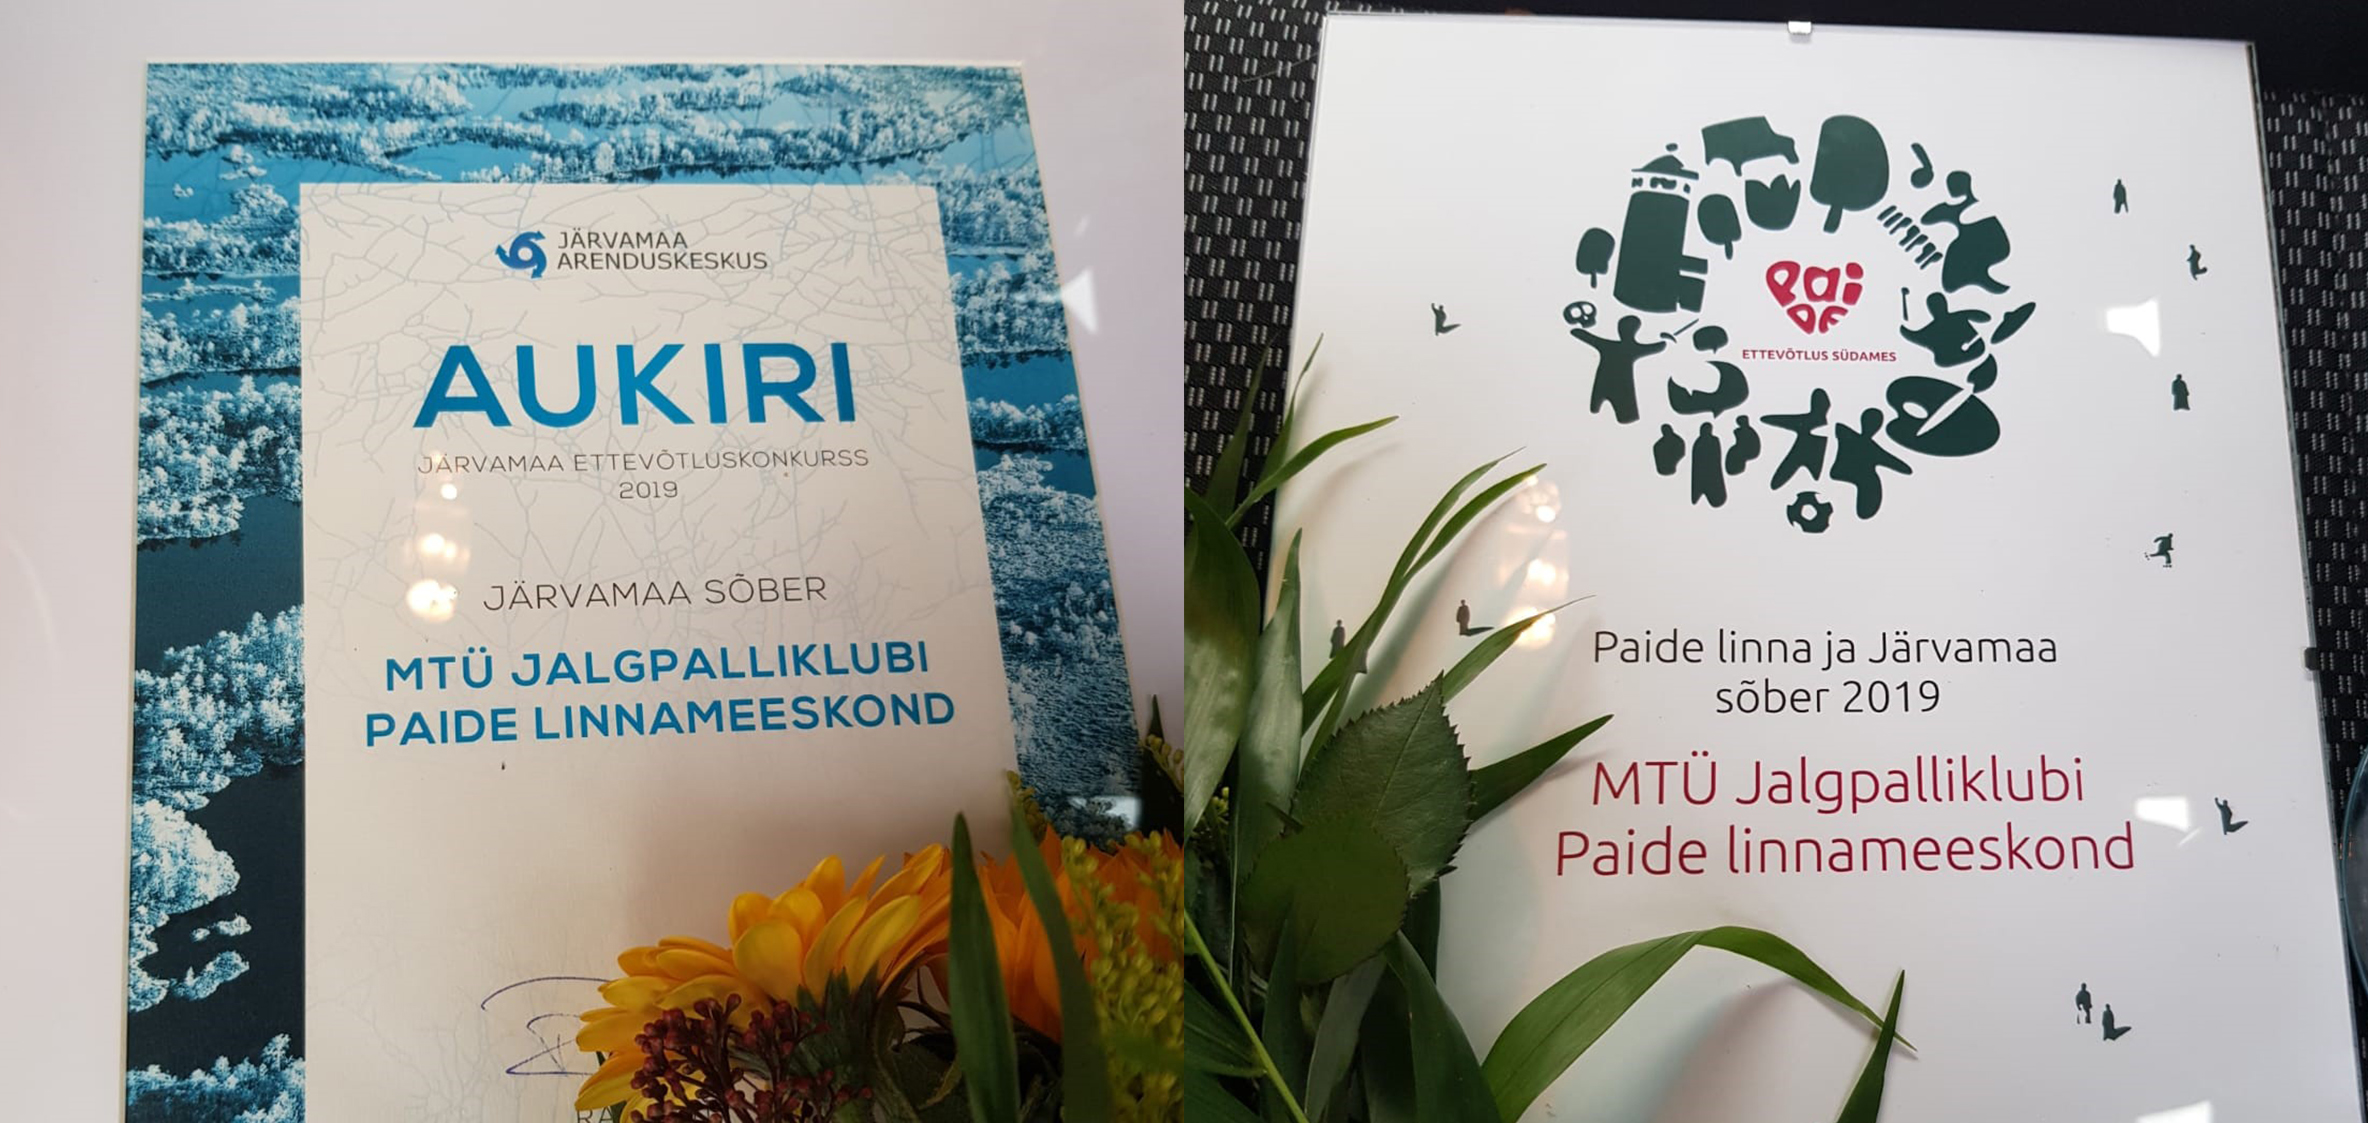 JÄRVAMAA
ARENDUSKESKUS
AUKIRI
JÄRVAMAA ETTEVÕTLUSKONKURSS
2019
JÄRVAMAA SÕBER
MTÜ JALGPALLIKLUBI
PAIDE LINNAMEESKOND
PaiDE
ETTEVÕTLUS SÜDAMES
Paide linna ja Järvamaa
sõber 2019
MTÜ Jalgpalliklubi
Paide linnameeskond